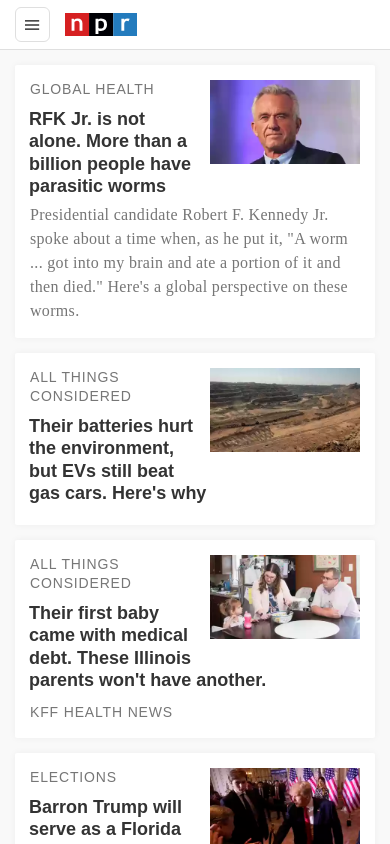 npr
GLOBAL HEALTH
RFK Jr. is not
alone. More than a
billion people have
parasitic worms
Presidential candidate Robert F. Kennedy Jr.
spoke about a time when, as he put it, "A worm
... got into my brain and ate a portion of it and
then died." Here's a global perspective on these
worms.
ALL THINGS
CONSIDERED
Their batteries hurt
the environment,
but EVs still beat
gas cars. Here's why
ALL THINGS
CONSIDERED
Their first baby
came with medical
debt. These Illinois
parents won't have another.
KFF HEALTH NEWS
ELECTIONS
Barron Trump will
serve as a Florida